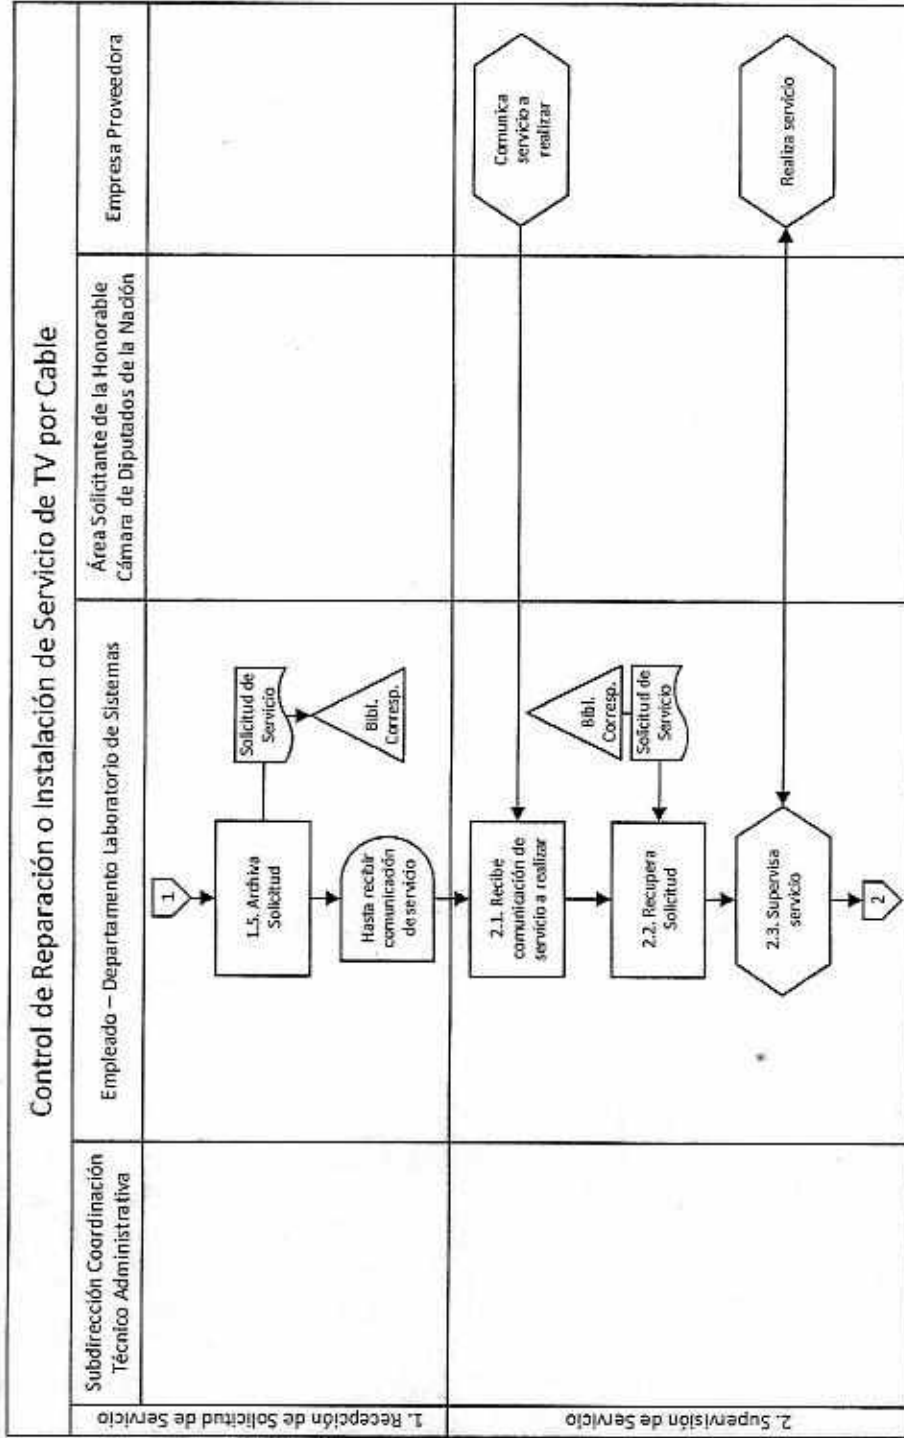 Control de Reparación o Instalación de Servicio de TV por Cable
Subdirección Coordinación
Técnico Administrativa
Empleado – Departamento Laboratorio de Sistemas
Área Solicitante de la Honorable
Cámara de Diputados de la Nación
Empresa Proveedora
1. Recepción de Solicitud de Servicio
1
1.5. Archiva
Solicitud
Solicitud de
Servicio
Bibl.
Corresp.
Hasta recibir
comunicación
de servicio
2. Supervisión de Servicio
2.1. Recibe
comunicación de
servicio a realizar
Comunica
servicio a
realizar
Bibl.
Corresp.
Solicitud de
Servicio
2.2. Recupera
Solicitud
2.3. Supervisa
servicio
Realiza servicio
2